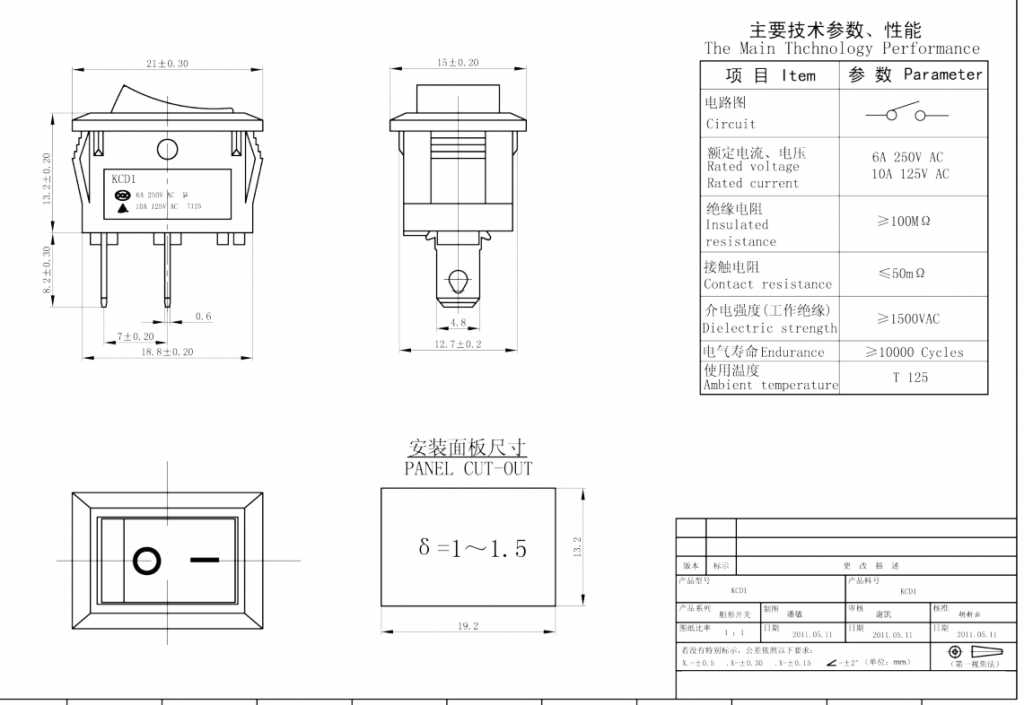 主要技术参数、性能
The Main Thchnology Performance
项 目 Item 参 数 Parameter
电路图
Circuit
额定电流、电压
Rated voltage
Rated current
6A 250V AC
10A 125V AC
绝缘电阻
Insulated
resistance
≥100MΩ
接触电阻
Contact resistance
≤50mΩ
介电强度(工作绝缘)
Dielectric strength
≥1500VAC
电气寿命Endurance
≥10000 Cycles
使用温度
Ambient temperature
T 125
21±0.30
13.2±0.20
8.2±0.30
KCD1
6A 250V AC μ
10A 125V AC T125
0.6
7±0.20
18.8±0.20
15±0.20
4.8
12.7±0.2
安装面板尺寸
PANEL CUT-OUT
δ=1～1.5
13.2
19.2
版本 标示 更 改 描 述
产品型号 KCD1 产品料号 KCD1
产品系列 船形开关 制图 潘敏 审核 谢凯 核准
图纸比率 1：1 日期 2011.05.11 日期 2011.05.11 日期 2011.05.11
若没有特别标示，公差依照以下要求:
X.-±0.5 .X-±0.30 .X-±0.15 ∠-±2° (单位: mm)
(第一视角法)